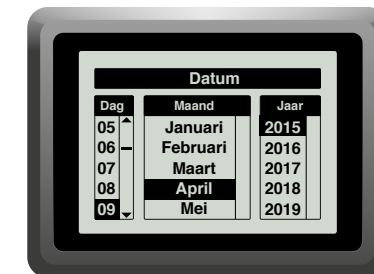 Datum
Dag Maand Jaar
05 Januari 2015
06 Februari 2016
07 Maart 2017
08 April 2018
09 Mei 2019